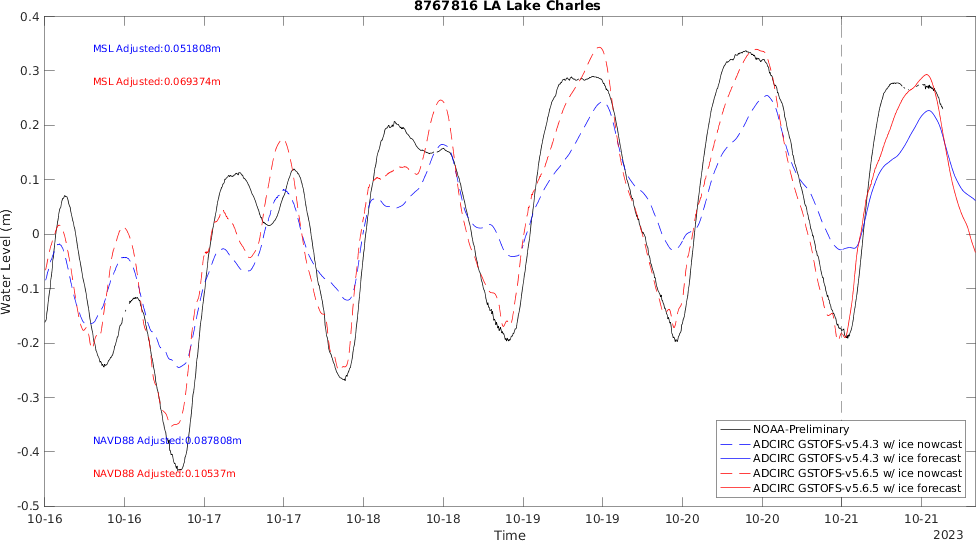 8767816 LA Lake Charles
MSL Adjusted:0.051808m
MSL Adjusted:0.069374m
NAVD88 Adjusted:0.087808m
NAVD88 Adjusted:0.10537m
Water Level (m)
0.4
0.3
0.2
0.1
0
-0.1
-0.2
-0.3
-0.4
-0.5
NOAA-Preliminary
ADCIRC GSTOFS-v5.4.3 w/ ice nowcast
ADCIRC GSTOFS-v5.4.3 w/ ice forecast
ADCIRC GSTOFS-v5.6.5 w/ ice nowcast
ADCIRC GSTOFS-v5.6.5 w/ ice forecast
10-16 10-16 10-17 10-17 10-18 10-18 10-19 10-19 10-20 10-20 10-21 10-21
Time
2023